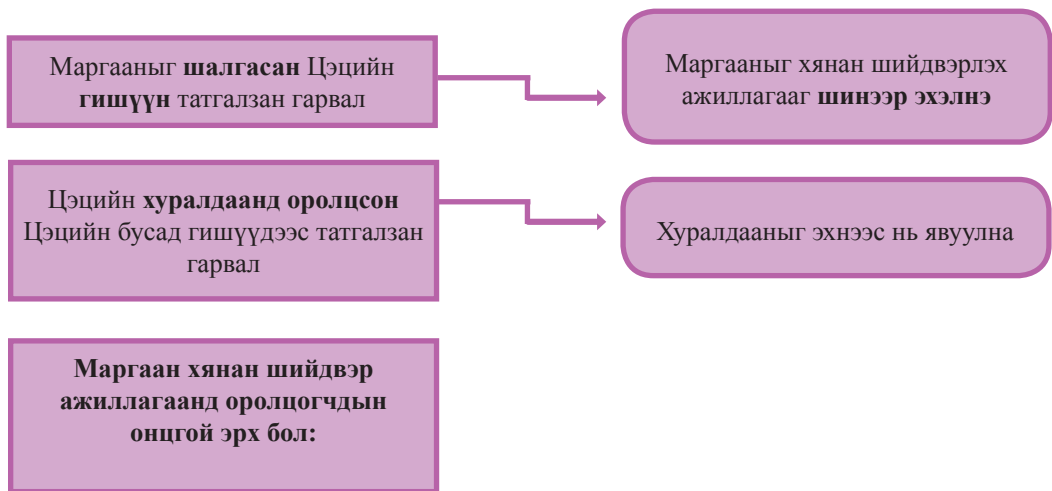 Маргааныг шалгасан Цэцийн
гишүүн татгалзан гарвал
Маргааныг хянан шийдвэрлэх
ажиллагааг шинээр эхэлнэ
Цэцийн хуралдаанд оролцсон
Цэцийн бусад гишүүдээс татгалзан
гарвал
Хуралдааныг эхнээс нь явуулна
Маргаан хянан шийдвэр
ажиллагаанд оролцогчдын
онцгой эрх бол: